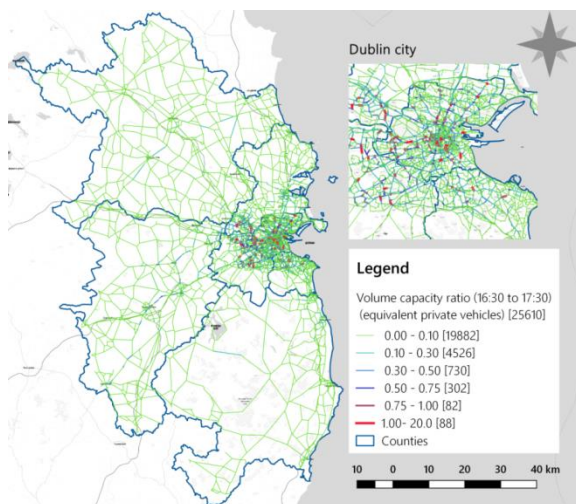 Dublin city
Legend
Volume capacity ratio (16:30 to 17:30)
(equivalent private vehicles) [25610]
0.00 - 0.10 [19882]
0.10 - 0.30 [4526]
0.30 - 0.50 [730]
0.50 - 0.75 [302]
0.75 - 1.00 [82]
1.00- 20.0 [88]
Counties
10 0 10 20 30 40 km